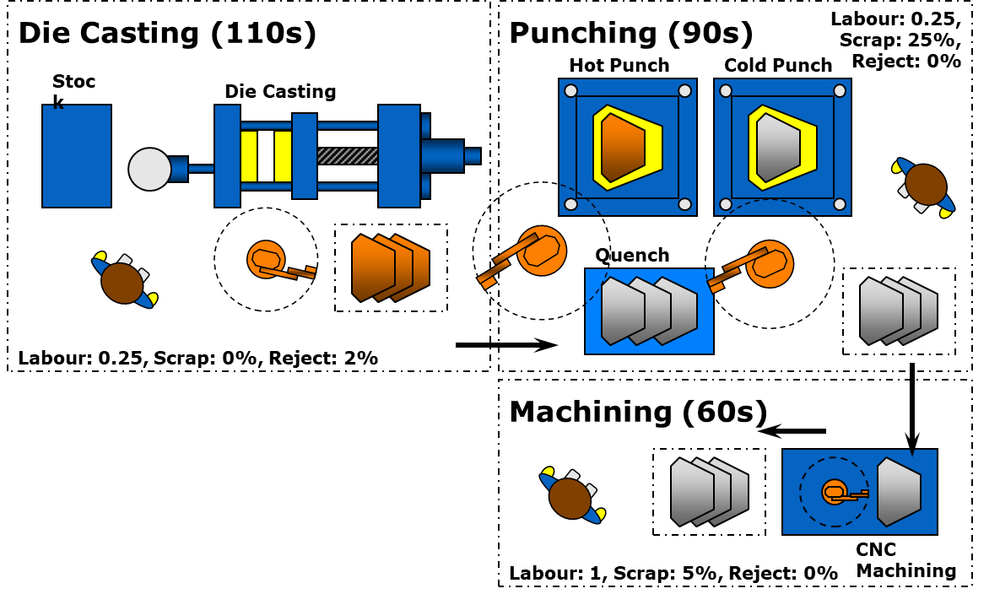 Die Casting (110s)
Stoc
k
Die Casting
Labour: 0.25, Scrap: 0%, Reject: 2%
Punching (90s)
Labour: 0.25,
Scrap: 25%,
Reject: 0%
Hot Punch
Cold Punch
Quench
Machining (60s)
CNC
Machining
Labour: 1, Scrap: 5%, Reject: 0%